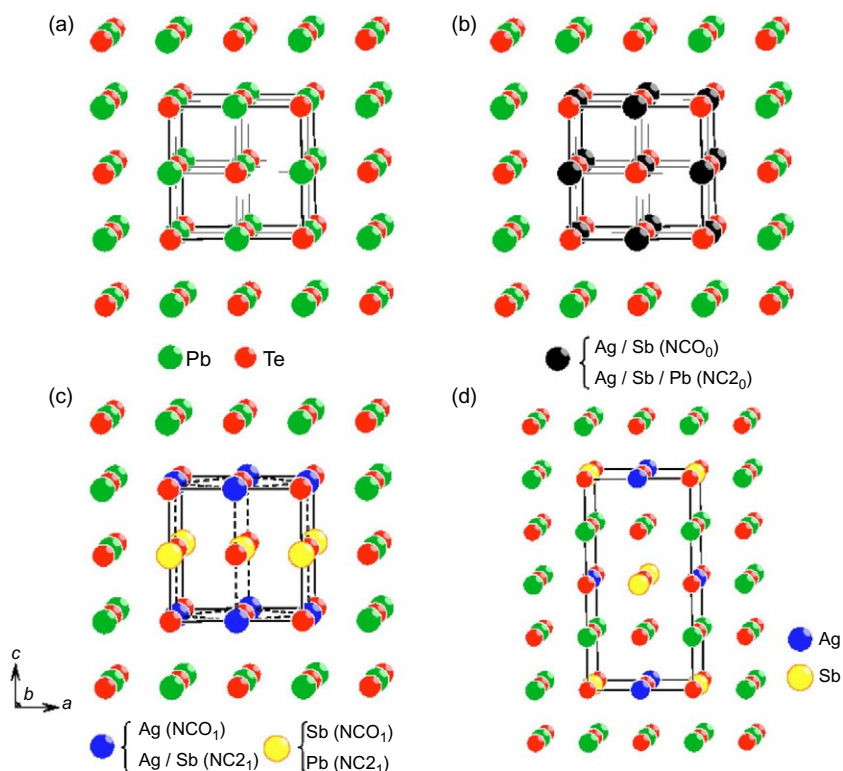 (a)
(b)
Pb
Te
Ag / Sb (NCO₀)
Ag / Sb / Pb (NC2₀)
(c)
(d)
c
b
a
Ag (NCO₁)
Ag / Sb (NC2₁)
Sb (NCO₁)
Pb (NC2₁)
Ag
Sb